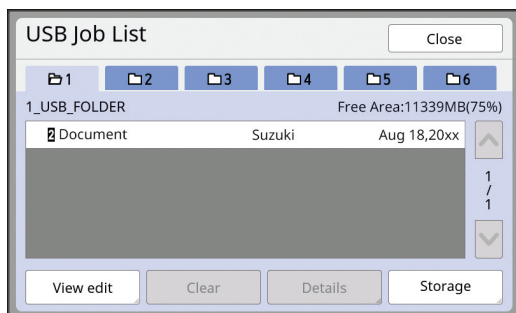 USB Job List
Close
1 2 3 4 5 6
1_USB_FOLDER Free Area:11339MB(75%)
2 Document Suzuki Aug 18,20xx
1
/
1
View edit Clear Details Storage